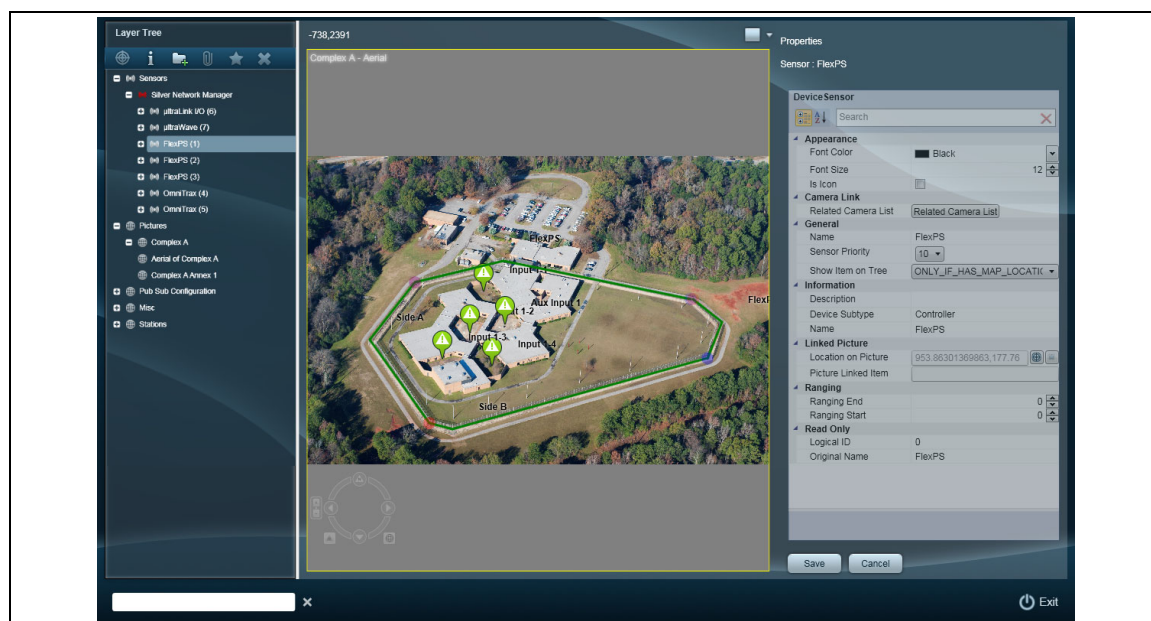 Layer Tree
Sensors
Silver Network Manager
µltraLink I/O (6)
µltraWave (7)
FlexPS (1)
FlexPS (2)
FlexPS (3)
OmniTrax (4)
OmniTrax (5)
Pictures
Complex A
Aerial of Complex A
Complex A Annex 1
Pub Sub Configuration
Misc
Stations
-738,2391
Complex A - Aerial
FlexPS
Input 1-1
Aux Input 1
FlexP
t 1-2
Side A
Input 1-3
Input 1-4
Side B
Properties
Sensor : FlexPS
DeviceSensor
Search
Appearance
Font Color Black
Font Size 12
Is Icon
Camera Link
Related Camera List Related Camera List
General
Name FlexPS
Sensor Priority 10
Show Item on Tree ONLY_IF_HAS_MAP_LOCATI(
Information
Description
Device Subtype Controller
Name FlexPS
Linked Picture
Location on Picture 953.86301369863,177.76
Picture Linked Item
Ranging
Ranging End 0
Ranging Start 0
Read Only
Logical ID 0
Original Name FlexPS
Save Cancel
Exit